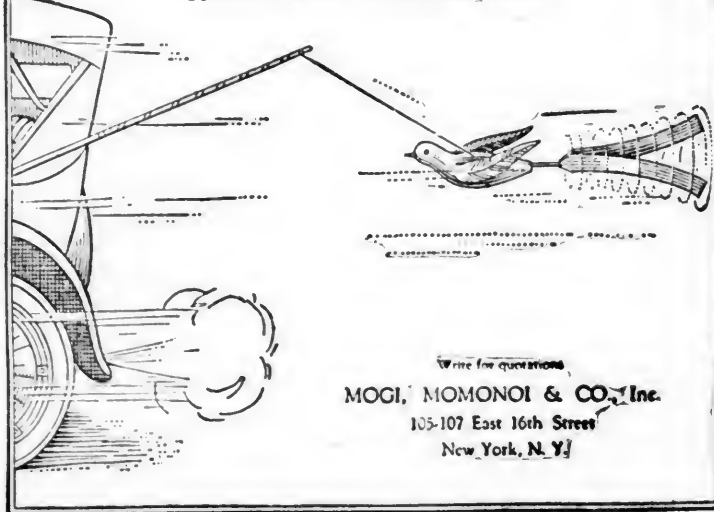 Write for quotations
MOGI, MOMONOI & CO., Inc.
105-107 East 16th Street
New York, N. Y.